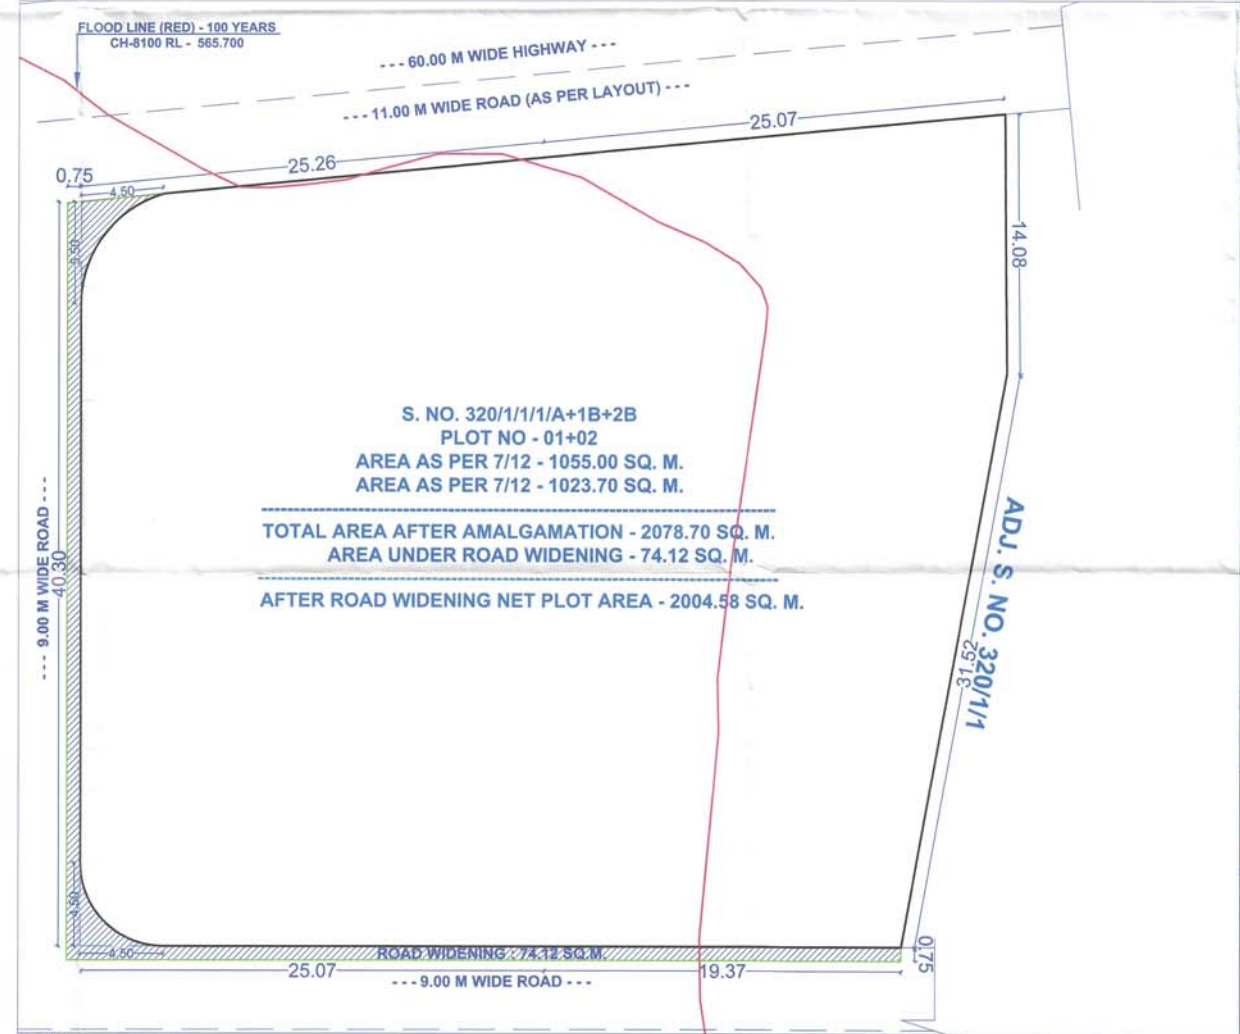 FLOOD LINE (RED) - 100 YEARS
CH-8100 RL - 565.700
--- 60.00 M WIDE HIGHWAY ---
--- 11.00 M WIDE ROAD (AS PER LAYOUT) ---
25.07
25.26
0.75
4.50
5.50
14.08
S. NO. 320/1/1/1/A+1B+2B
PLOT NO - 01+02
AREA AS PER 7/12 - 1055.00 SQ. M.
AREA AS PER 7/12 - 1023.70 SQ. M.
TOTAL AREA AFTER AMALGAMATION - 2078.70 SQ. M.
AREA UNDER ROAD WIDENING - 74.12 SQ. M.
AFTER ROAD WIDENING NET PLOT AREA - 2004.58 SQ. M.
--- 9.00 M WIDE ROAD ---
40.30
ADJ. S. NO. 320/1/1
31.52
4.50
4.50
ROAD WIDENING : 74.12 SQ.M.
0.75
25.07
19.37
--- 9.00 M WIDE ROAD ---